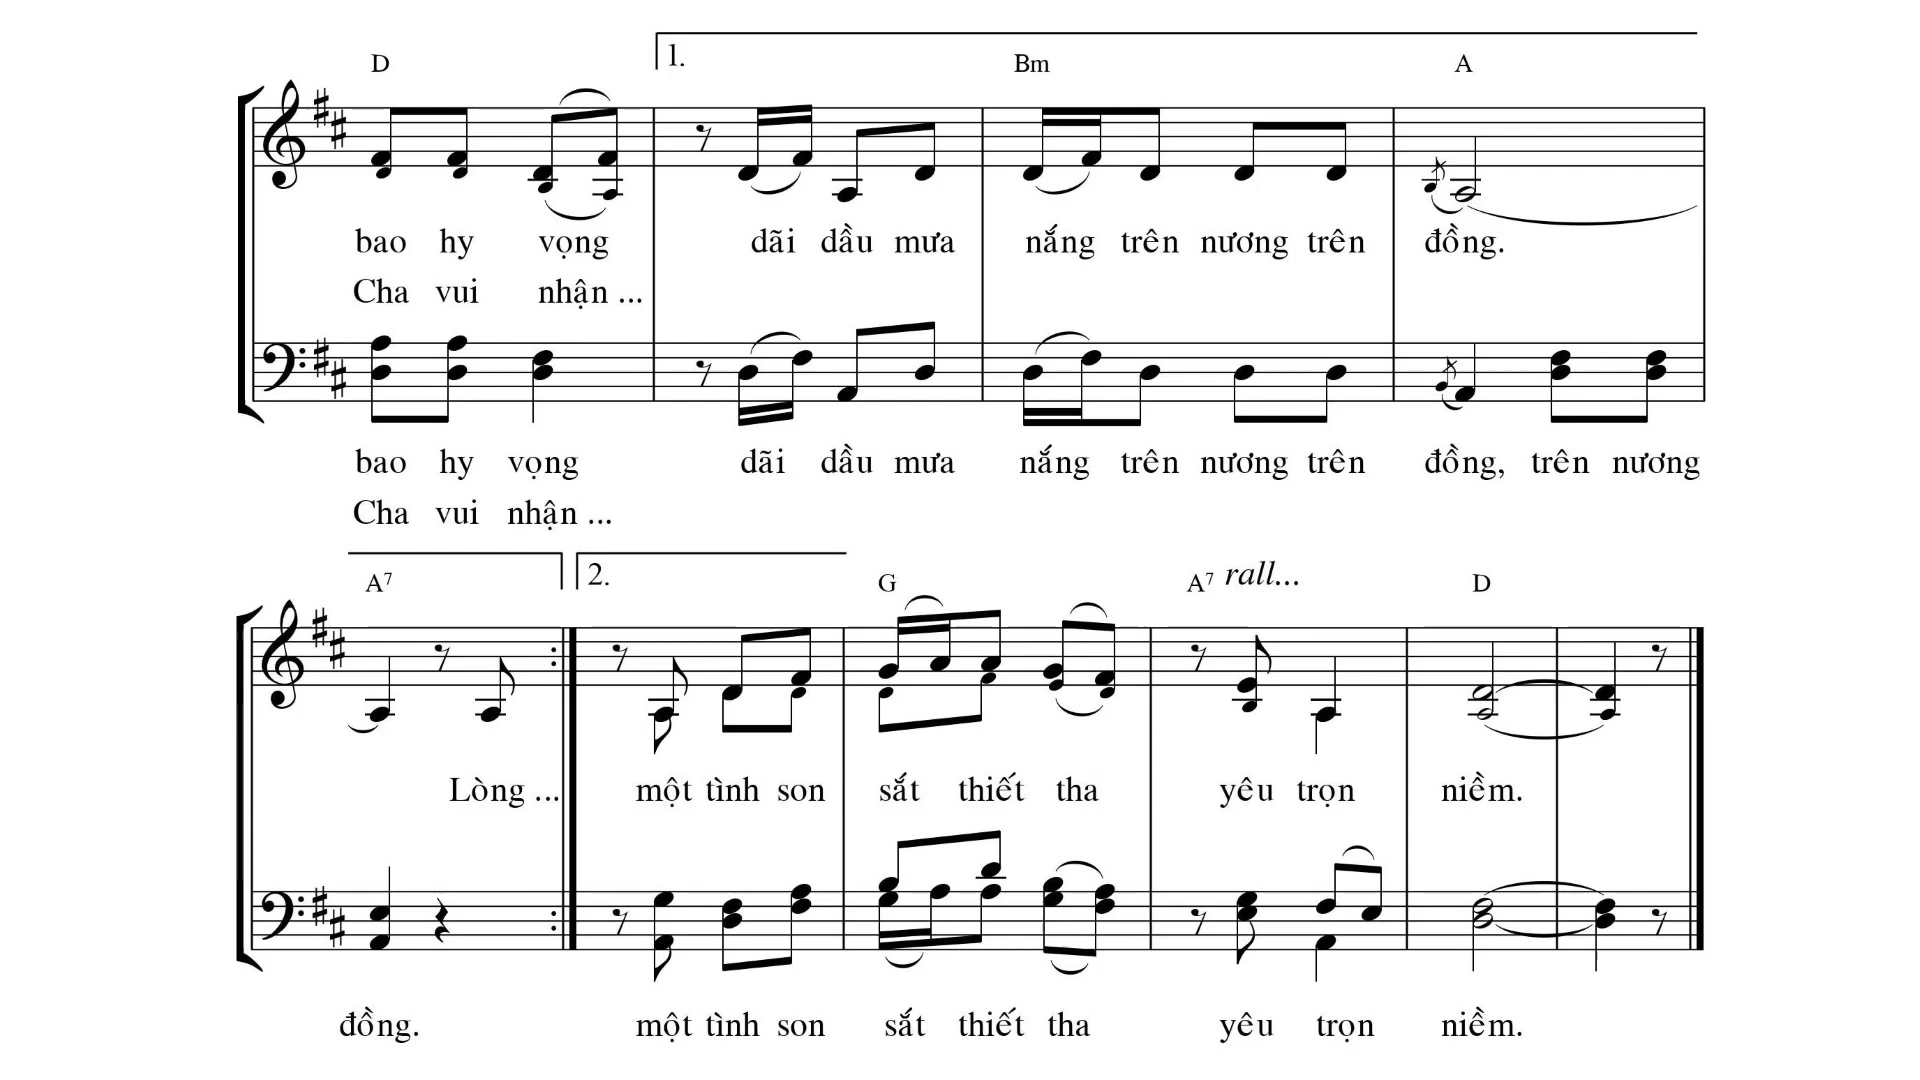 1.
D Bm A
bao hy vọng dãi dầu mưa nắng trên nương trên đồng.
Cha vui nhận ...
bao hy vọng dãi dầu mưa nắng trên nương trên đồng, trên nương
Cha vui nhận ...
2.
A7 G A7 rall... D
Lòng ... một tình son sắt thiết tha yêu trọn niềm.
đồng. một tình son sắt thiết tha yêu trọn niềm.